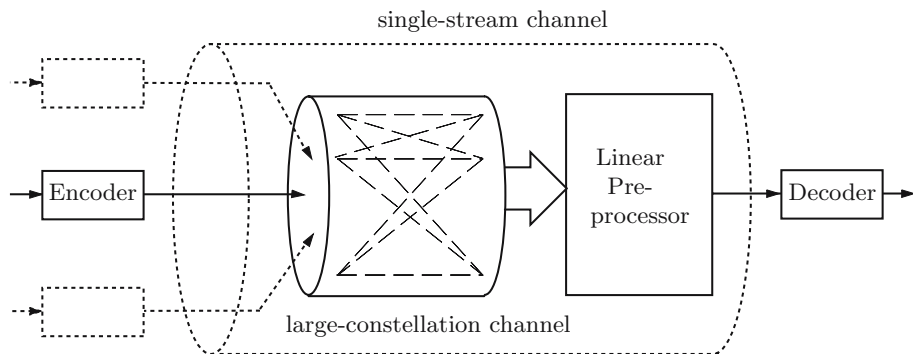 single-stream channel
Encoder
Linear
Pre-
processor
Decoder
large-constellation channel